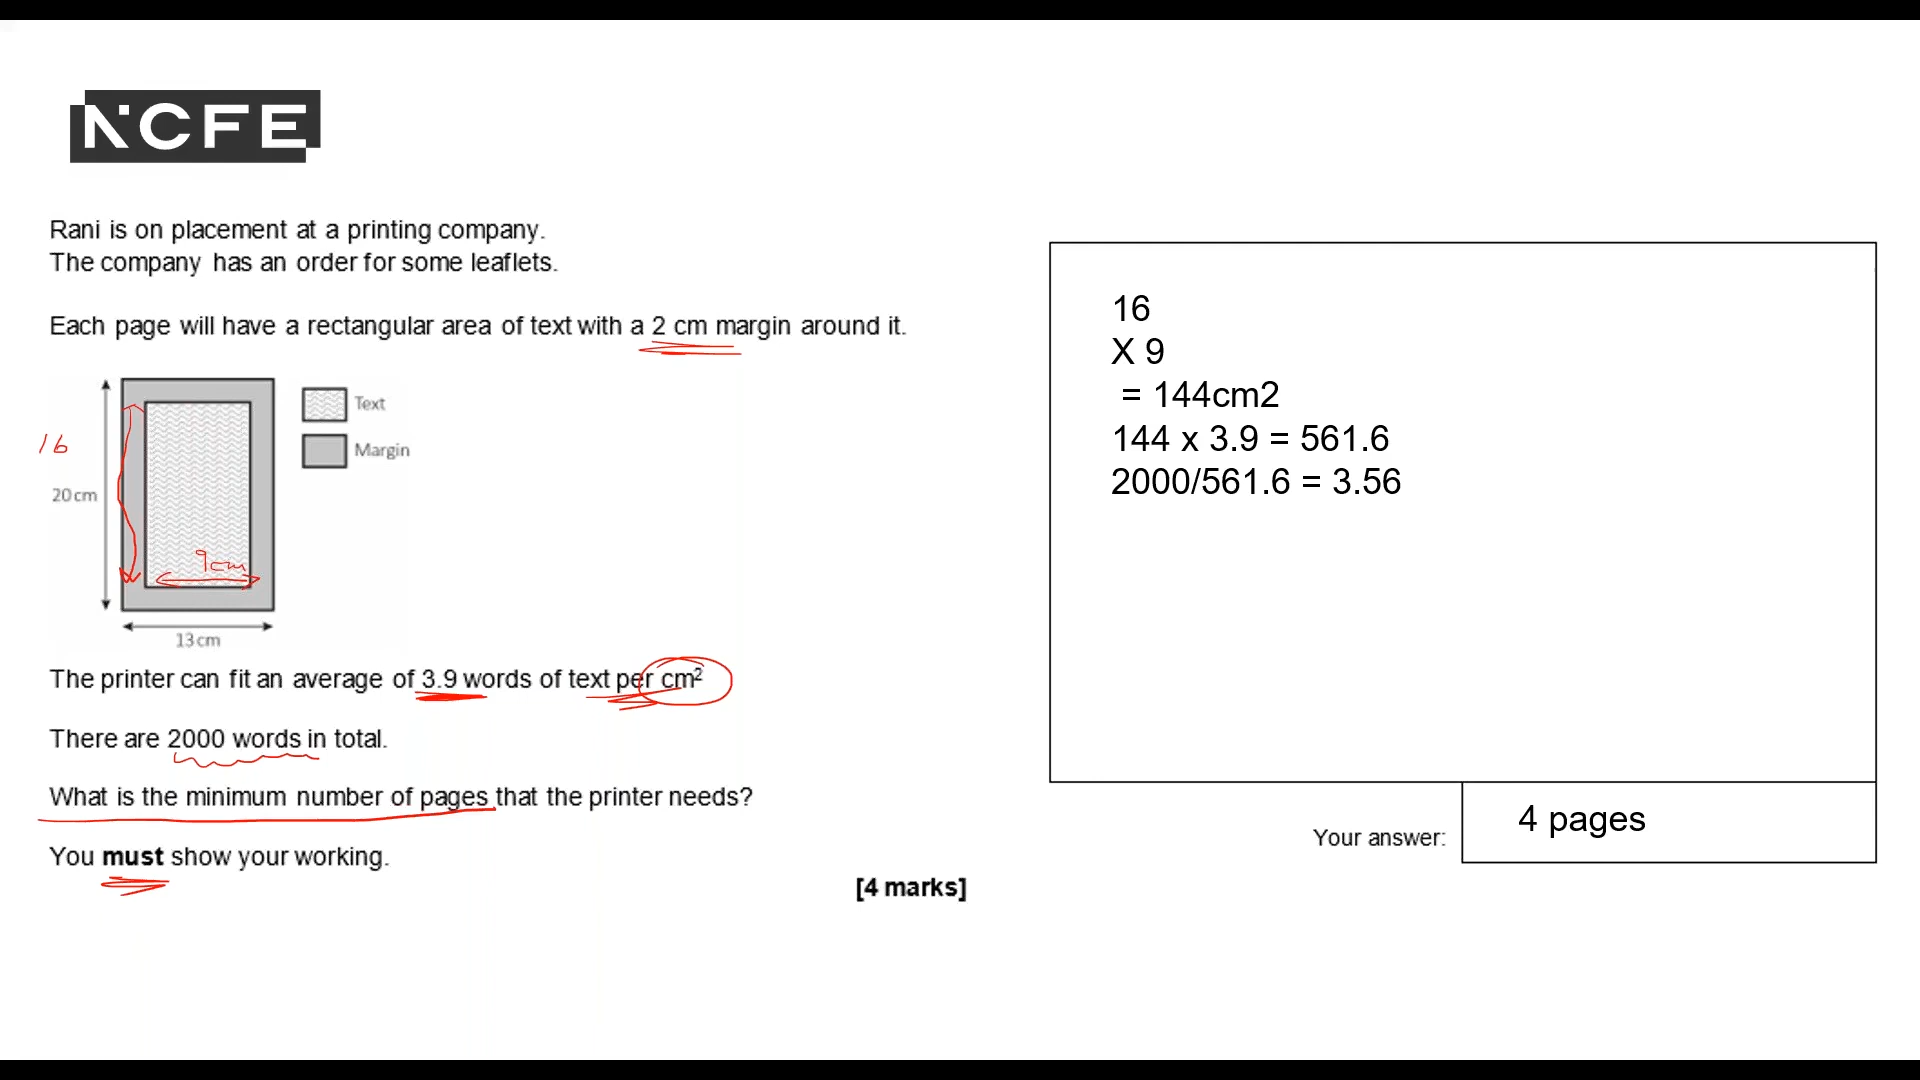 NCFE
Rani is on placement at a printing company.
The company has an order for some leaflets.
Each page will have a rectangular area of text with a 2 cm margin around it.
Text
Margin
16
20 cm
9cm
13 cm
The printer can fit an average of 3.9 words of text per cm²
There are 2000 words in total.
What is the minimum number of pages that the printer needs?
You must show your working.
[4 marks]
16
X 9
= 144cm2
144 x 3.9 = 561.6
2000/561.6 = 3.56
Your answer:
4 pages